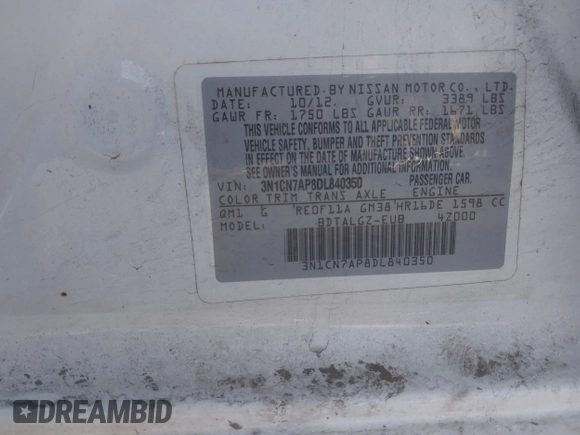 MANUFACTURED BY NISSAN MOTOR CO., LTD.
DATE: 10/12. GVWR: 3389 LBS
GAWR FR: 1750 LBS GAWR RR: 1671 LBS
THIS VEHICLE CONFORMS TO ALL APPLICABLE FEDERAL MOTOR
VEHICLE SAFETY, BUMPER AND THEFT PREVENTION STANDARDS
IN EFFECT ON THE DATE OF MANUFACTURE SHOWN ABOVE.
SEE OWNER'S MANUAL FOR ADDITIONAL INFORMATION.
VIN: 3N1CN7AP8DL840350 PASSENGER CAR.
COLOR TRIM TRANS AXLE ENGINE
QM1 G RE0F11A GM38 HR16DE 1598 CC
MODEL: BDTALGZ-EUB 4Z000
3N1CN7AP8DL840350
DREAMBID